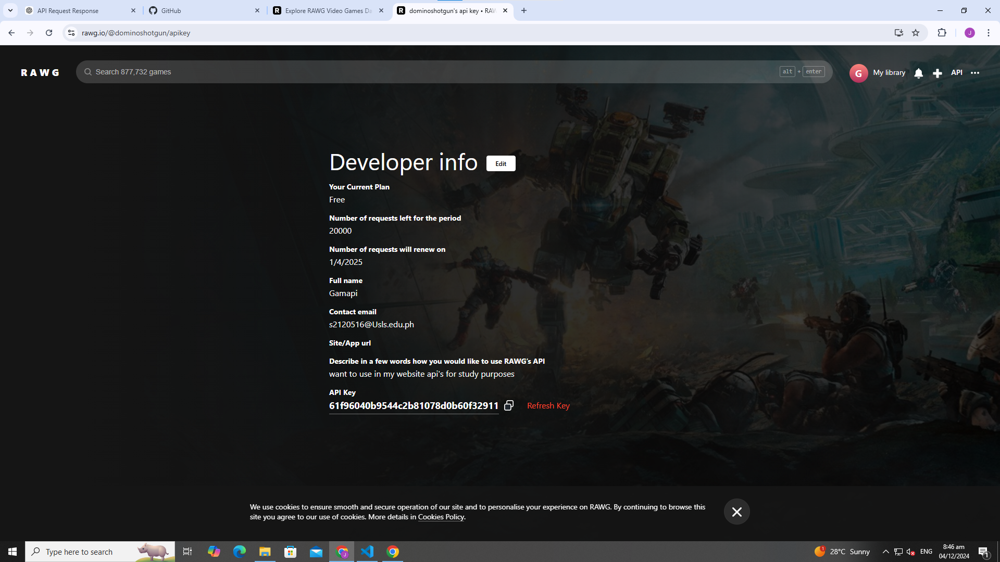 API Request Response
GitHub
Explore RAWG Video Games Da
dominoshotgun's api key • RAW
rawg.io/@dominoshotgun/apikey
J
RAWG
Search 877,732 games
alt + enter
G
My library
API
Developer info
Edit
Your Current Plan
Free
Number of requests left for the period
20000
Number of requests will renew on
1/4/2025
Full name
Gamapi
Contact email
s2120516@Usls.edu.ph
Site/App url
Describe in a few words how you would like to use RAWG’s API
want to use in my website api's for study purposes
API Key
61f96040b9544c2b81078d0b60f32911
Refresh Key
We use cookies to ensure smooth and secure operation of our site and to personalise your experience on RAWG. By continuing to browse this
site you agree to our use of cookies. More details in Cookies Policy.
Type here to search
J
1
28°C Sunny
ENG
8:46 am
04/12/2024
1